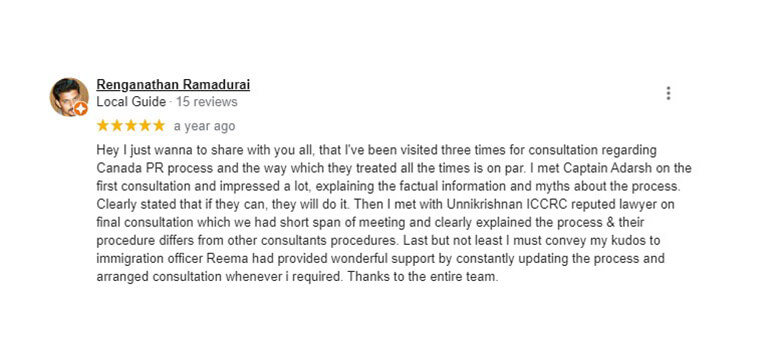 Renganathan Ramadurai
Local Guide · 15 reviews
a year ago
Hey I just wanna to share with you all, that I've been visited three times for consultation regarding
Canada PR process and the way which they treated all the times is on par. I met Captain Adarsh on the
first consultation and impressed a lot, explaining the factual information and myths about the process.
Clearly stated that if they can, they will do it. Then I met with Unnikrishnan ICCRC reputed lawyer on
final consultation which we had short span of meeting and clearly explained the process & their
procedure differs from other consultants procedures. Last but not least I must convey my kudos to
immigration officer Reema had provided wonderful support by constantly updating the process and
arranged consultation whenever i required. Thanks to the entire team.